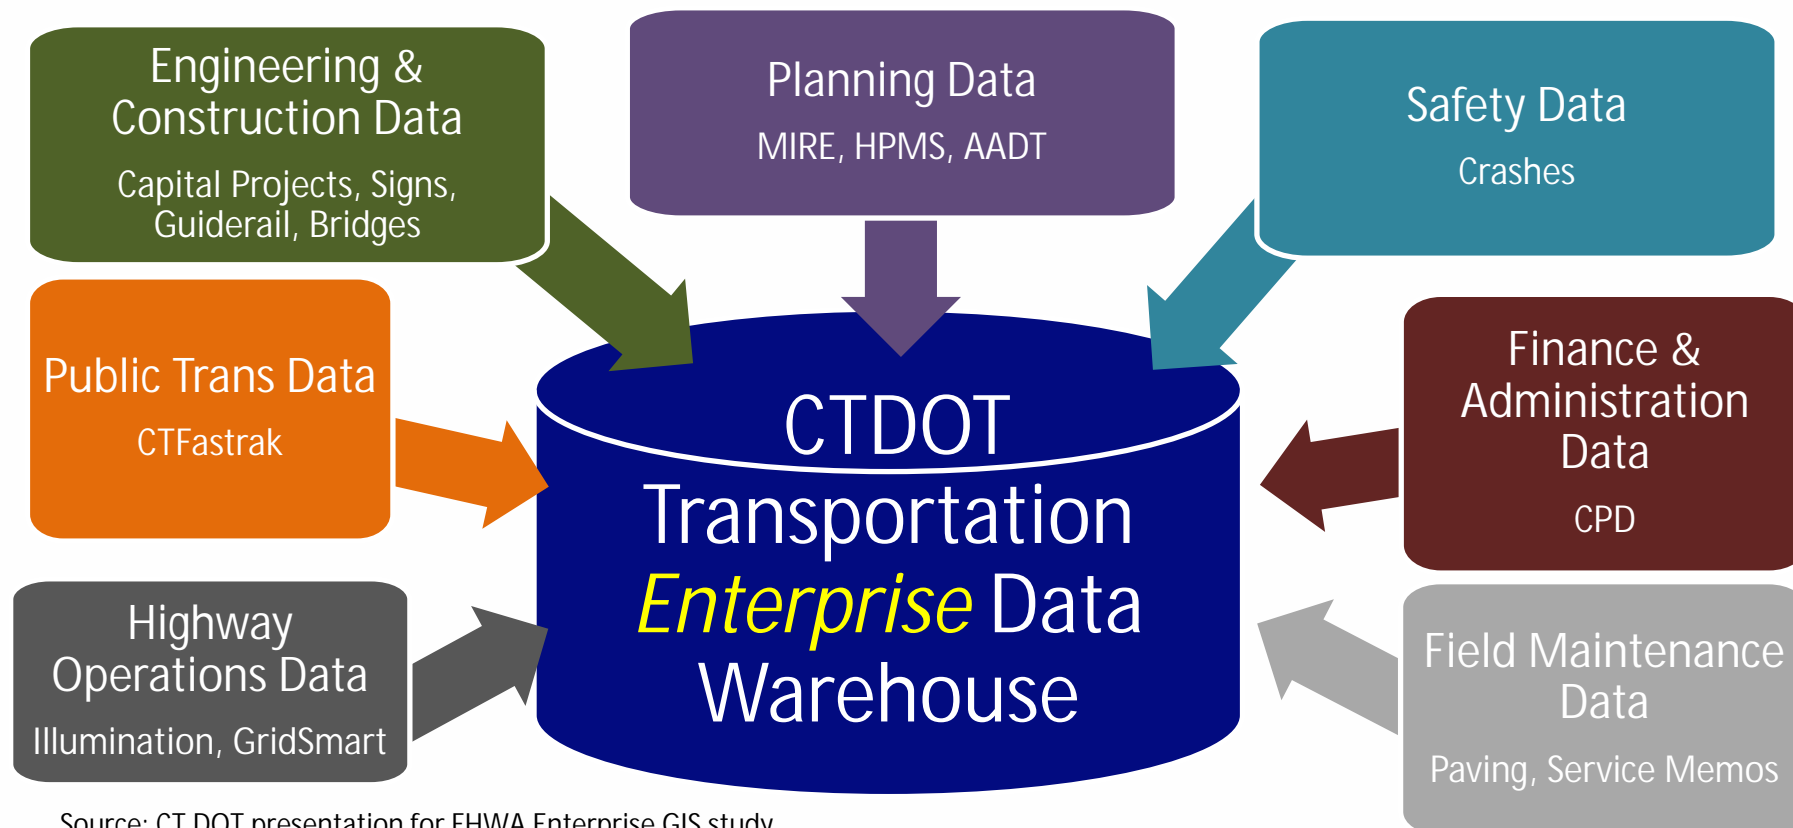 Engineering &
Construction Data
Capital Projects, Signs,
Guiderail, Bridges
Planning Data
MIRE, HPMS, AADT
Safety Data
Crashes
Public Trans Data
CTFastrak
Finance &
Administration
Data
CPD
Highway
Operations Data
Illumination, GridSmart
Field Maintenance
Data
Paving, Service Memos
CTDOT
Transportation
Enterprise Data
Warehouse
Source: CT DOT presentation for FHWA Enterprise GIS study